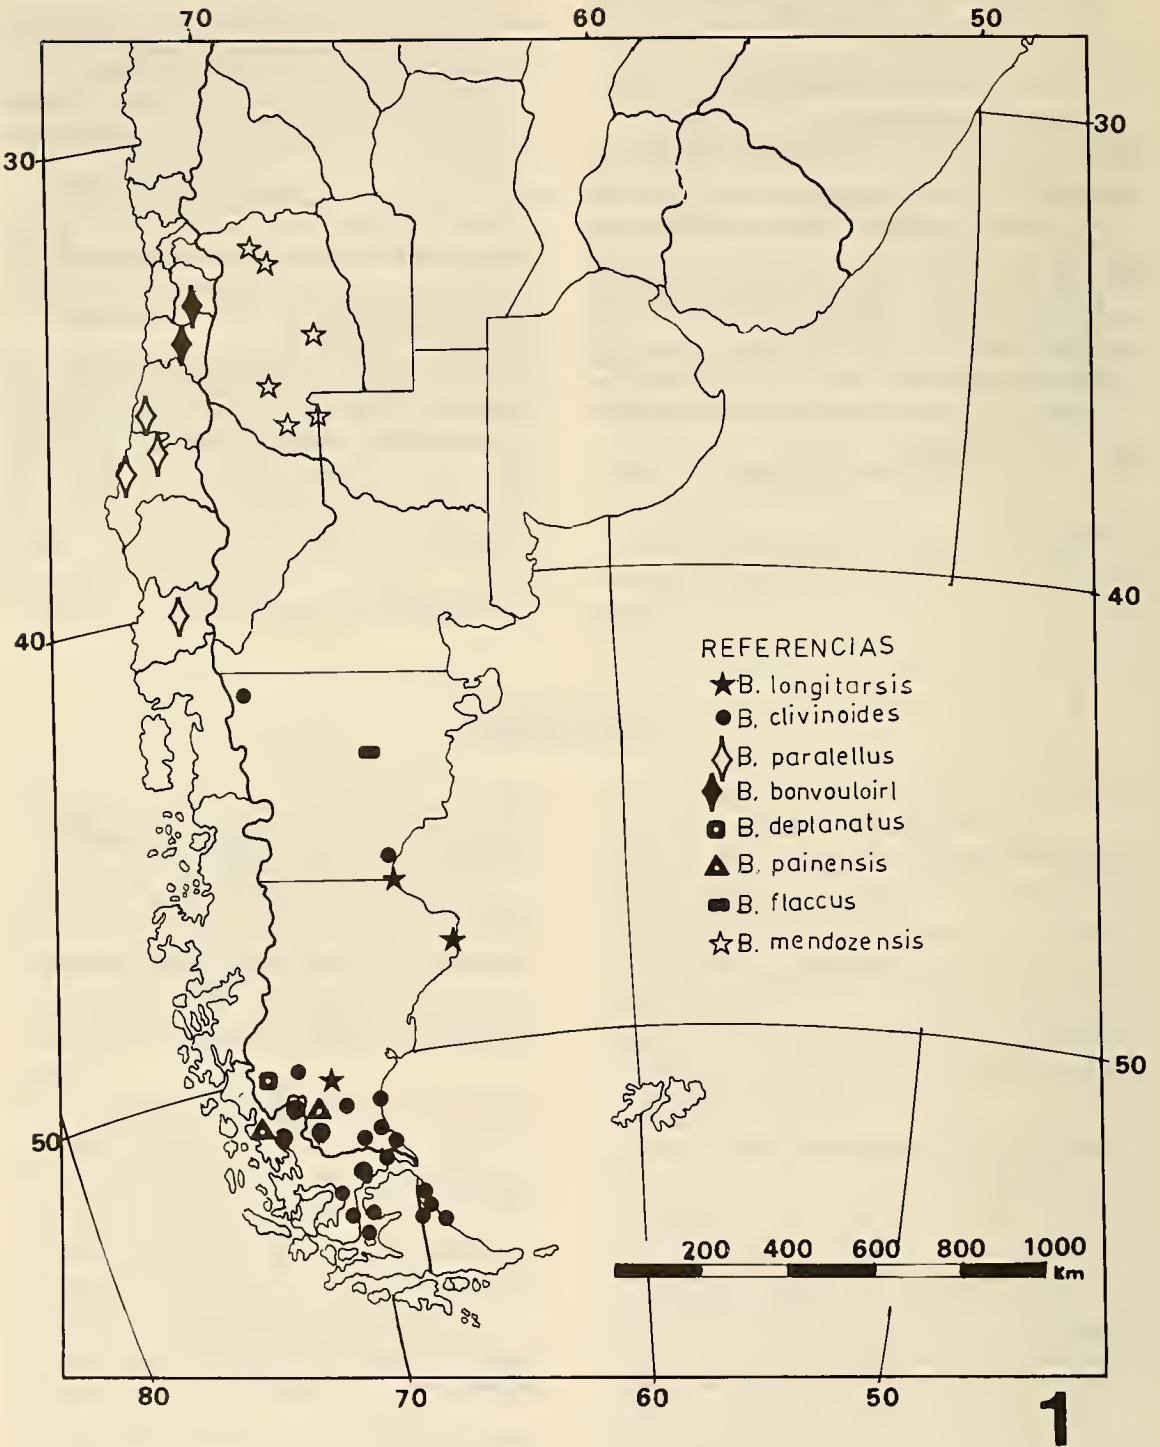 70 60 50
30
30
40
40
REFERENCIAS
B. longitarsis
B. clivinoides
B. paralellus
B. bonvouloirl
B. deplanatus
B. painensis
B. flaccus
B. mendozensis
50
50
200 400 600 800 1000
Km
80 70 60 50
1